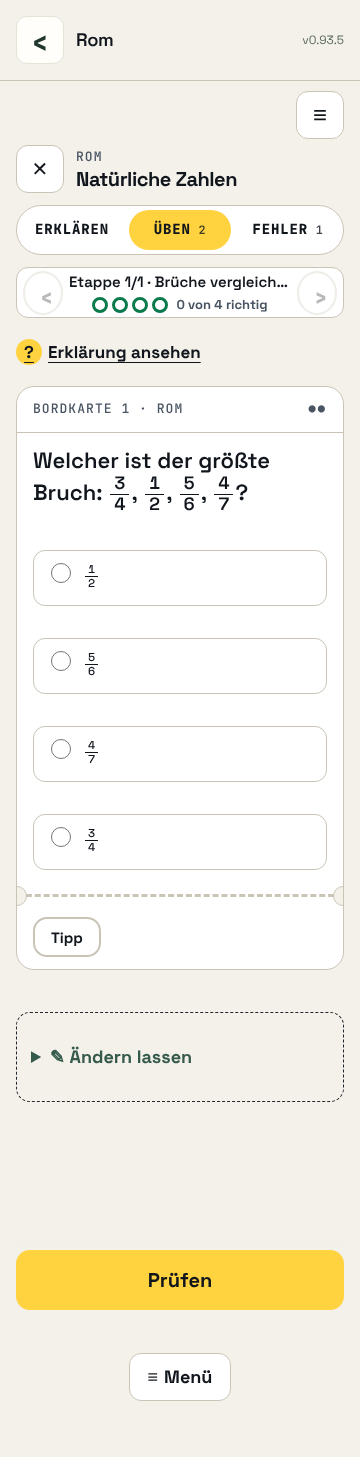 <
Rom
v0.93.5
≡
✕
ROM
Natürliche Zahlen
ERKLÄREN
ÜBEN 2
FEHLER 1
<
Etappe 1/1 · Brüche vergleich…
0 von 4 richtig
>
? Erklärung ansehen
BORDKARTE 1 · ROM
Welcher ist der größte
Bruch: 3/4, 1/2, 5/6, 4/7?
1/2
5/6
4/7
3/4
Tipp
▶ ✎ Ändern lassen
Prüfen
≡ Menü